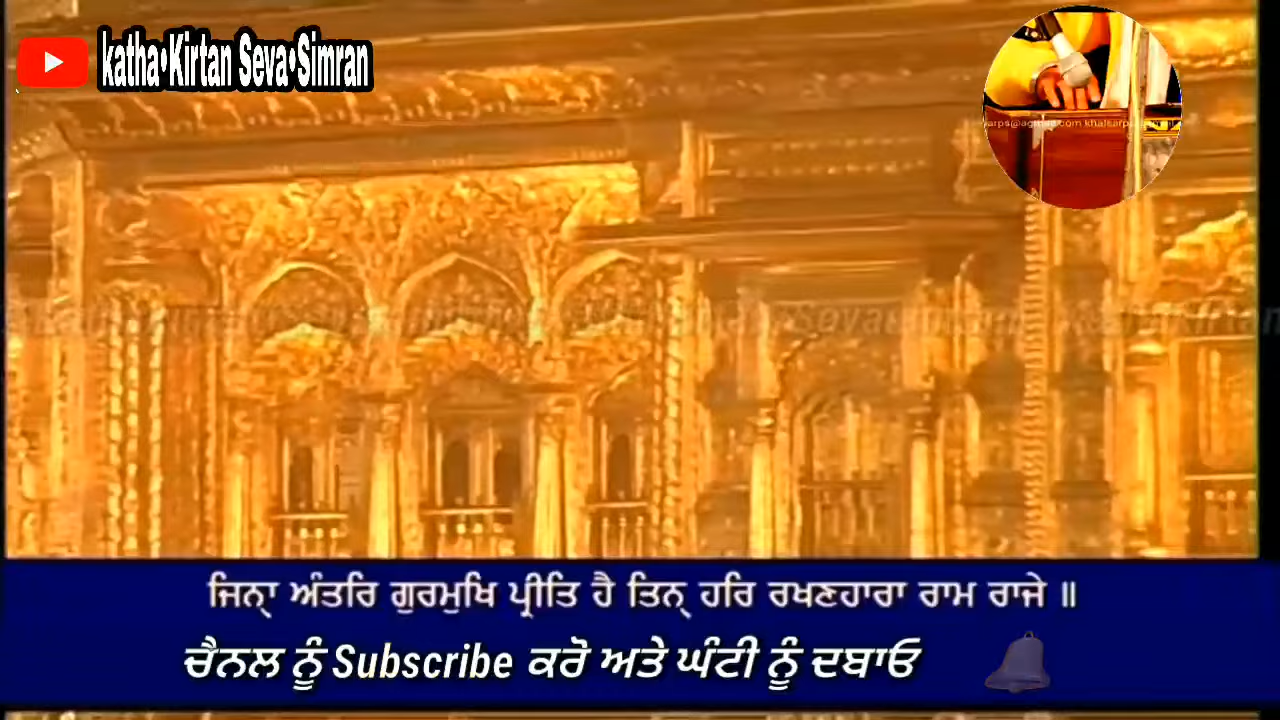 katha•Kirtan Seva•Simran
ਜਿਨ੍ਹਾ ਅੰਤਰਿ ਗੁਰਮੁਖਿ ਪ੍ਰੀਤਿ ਹੈ ਤਿਨ੍ ਹਰਿ ਰਖਣਹਾਰਾ ਰਾਮ ਰਾਜੇ ॥
ਚੈਨਲ ਨੂੰ Subscribe ਕਰੋ ਅਤੇ ਘੰਟੀ ਨੂੰ ਦਬਾਓ